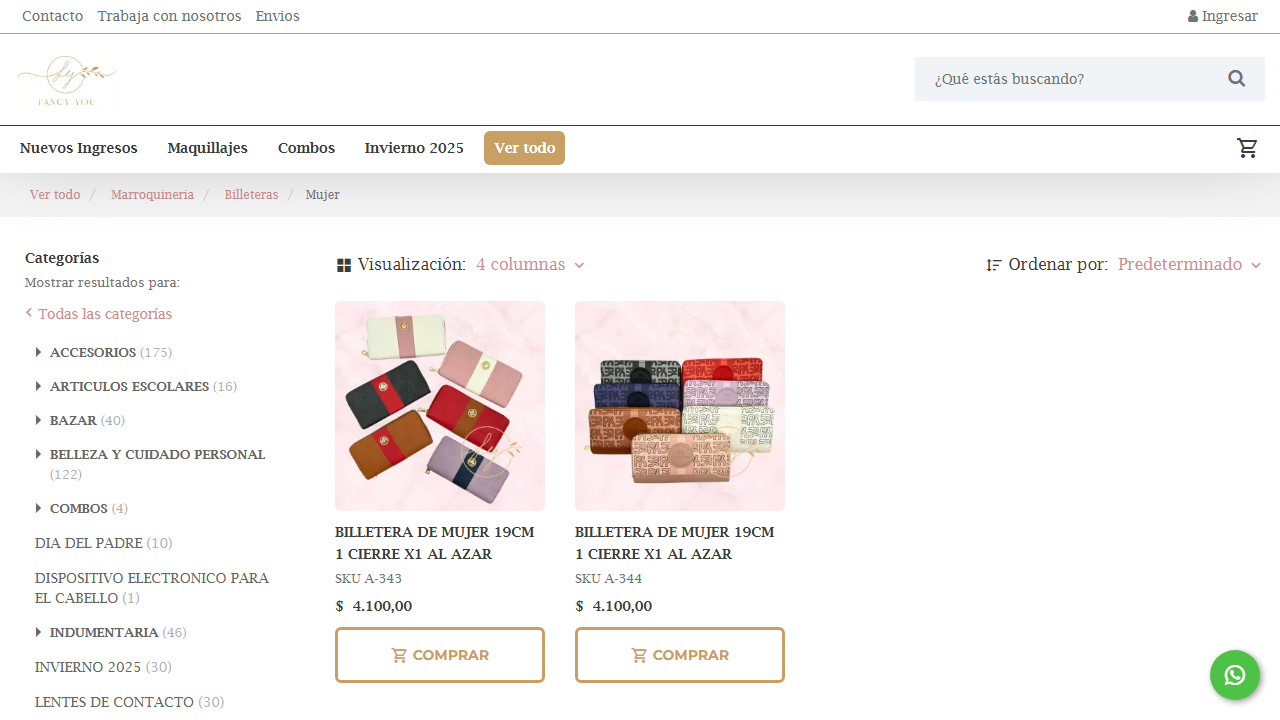 Contacto Trabaja con nosotros Envios
Ingresar
fy
FANCY YOU
¿Qué estás buscando?
Nuevos Ingresos Maquillajes Combos Invierno 2025 Ver todo
Ver todo / Marroquineria / Billeteras / Mujer
Categorías
Mostrar resultados para:
Todas las categorías
ACCESORIOS (175)
ARTICULOS ESCOLARES (16)
BAZAR (40)
BELLEZA Y CUIDADO PERSONAL
(122)
COMBOS (4)
DIA DEL PADRE (10)
DISPOSITIVO ELECTRONICO PARA
EL CABELLO (1)
INDUMENTARIA (46)
INVIERNO 2025 (30)
LENTES DE CONTACTO (30)
Visualización: 4 columnas
Ordenar por: Predeterminado
BILLETERA DE MUJER 19CM
1 CIERRE X1 AL AZAR
SKU A-343
$ 4.100,00
COMPRAR
BILLETERA DE MUJER 19CM
1 CIERRE X1 AL AZAR
SKU A-344
$ 4.100,00
COMPRAR